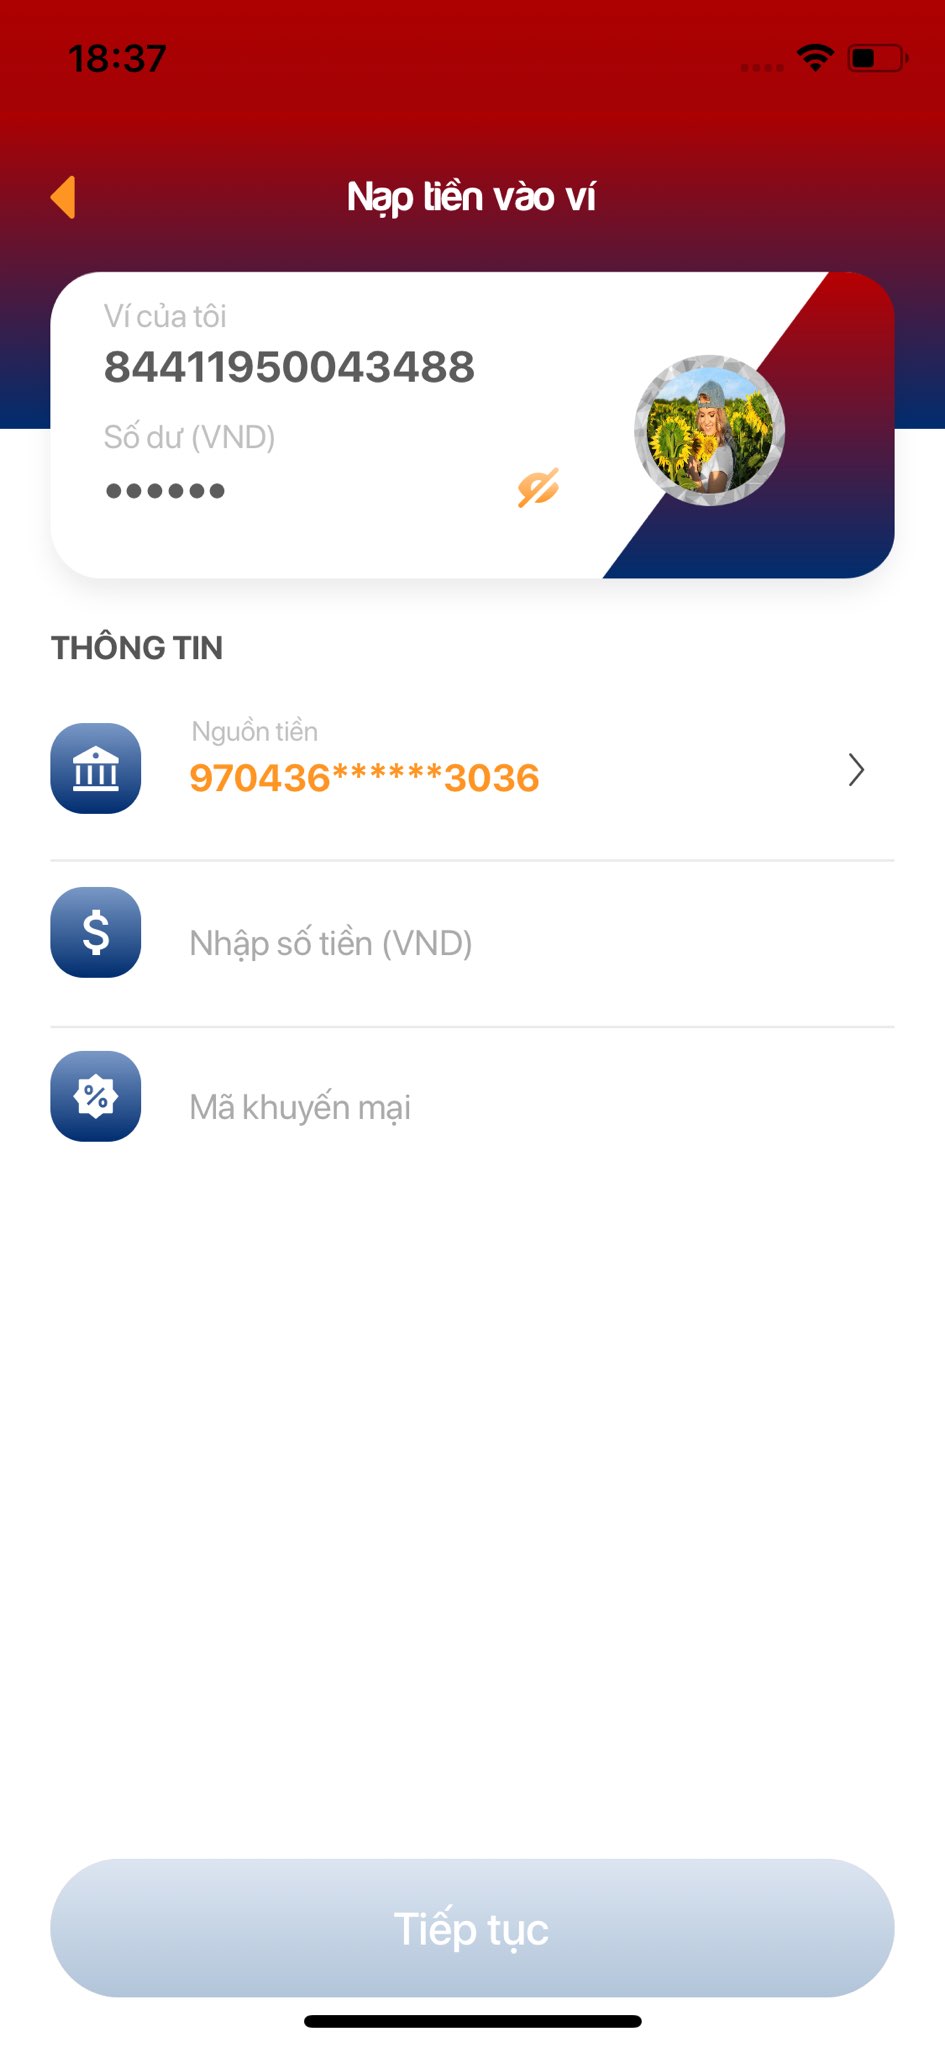 18:37
Nạp tiền vào ví
Ví của tôi
84411950043488
Số dư (VND)
••••••
THÔNG TIN
Nguồn tiền
970436******3036
$
Nhập số tiền (VND)
%
Mã khuyến mại
Tiếp tục